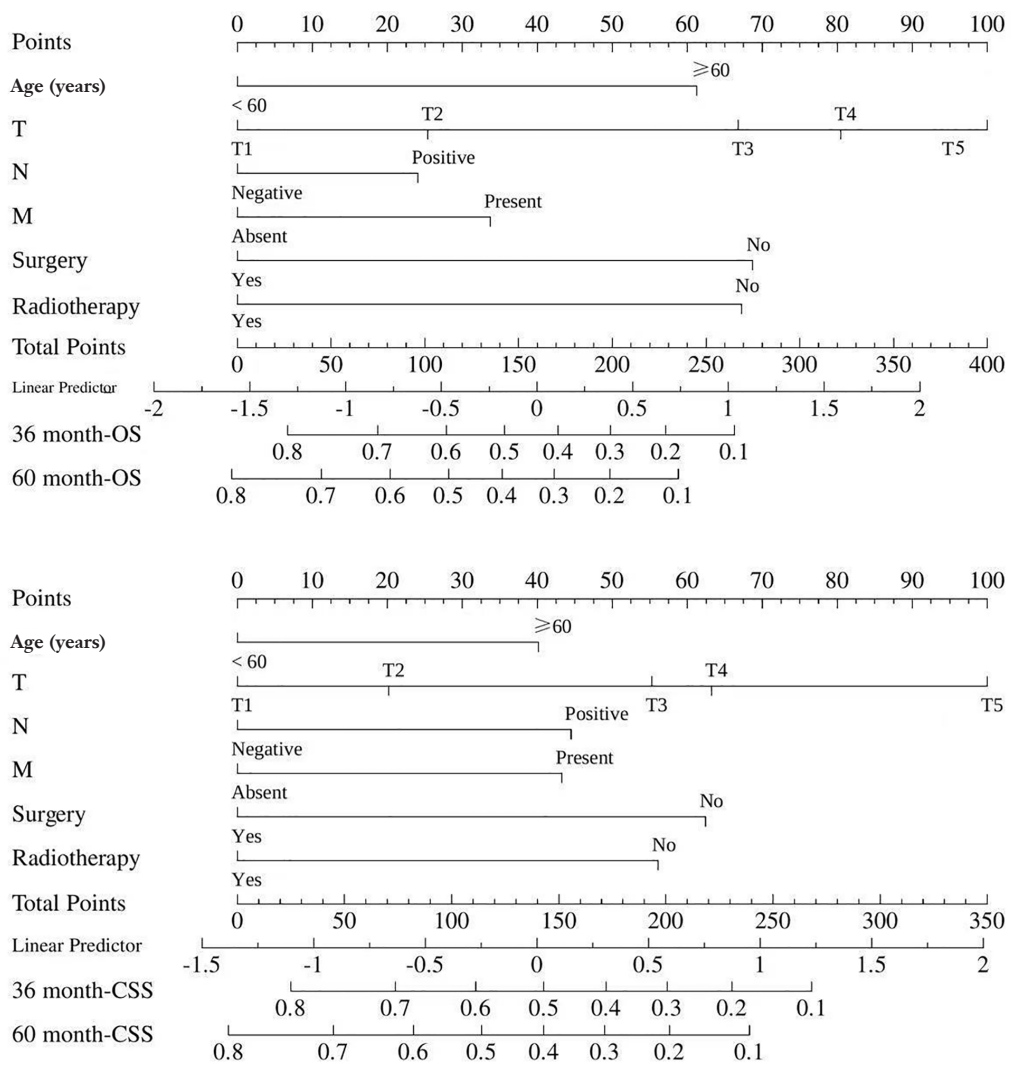 0 10 20 30 40 50 60 70 80 90 100
Points
≥60
Age (years)
< 60
T2 T4
T
T1 T3 T5
Positive
N
Negative
Present
M
Absent
No
Surgery
Yes
No
Radiotherapy
Yes
Total Points
0 50 100 150 200 250 300 350 400
Linear Predictor
-2 -1.5 -1 -0.5 0 0.5 1 1.5 2
36 month-OS
0.8 0.7 0.6 0.5 0.4 0.3 0.2 0.1
60 month-OS
0.8 0.7 0.6 0.5 0.4 0.3 0.2 0.1
0 10 20 30 40 50 60 70 80 90 100
Points
≥60
Age (years)
< 60
T2 T4
T
T1 T3 T5
Positive
N
Negative
Present
M
Absent
No
Surgery
Yes
No
Radiotherapy
Yes
Total Points
0 50 100 150 200 250 300 350
Linear Predictor
-1.5 -1 -0.5 0 0.5 1 1.5 2
36 month-CSS
0.8 0.7 0.6 0.5 0.4 0.3 0.2 0.1
60 month-CSS
0.8 0.7 0.6 0.5 0.4 0.3 0.2 0.1